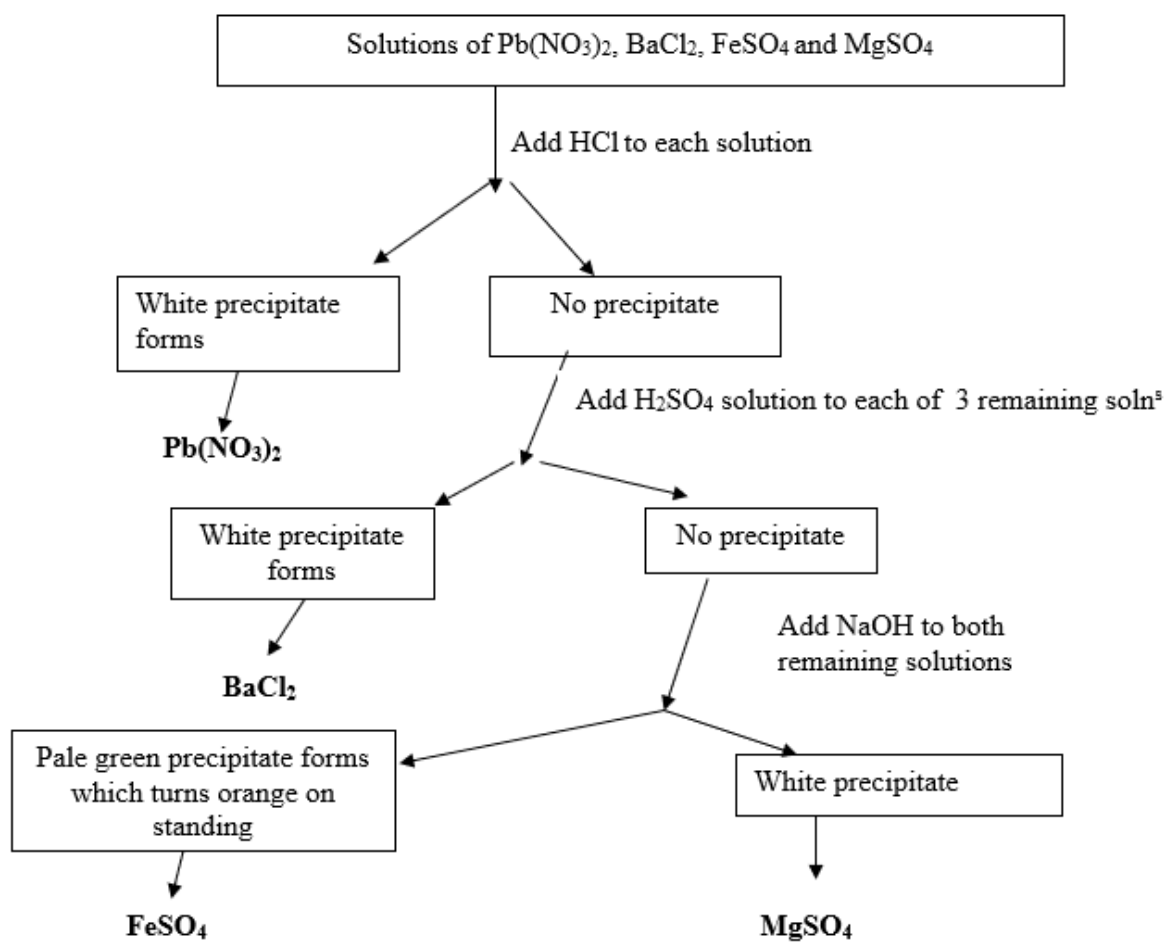 Solutions of Pb(NO₃)₂, BaCl₂, FeSO₄ and MgSO₄
Add HCl to each solution
White precipitate
forms
No precipitate
Add H₂SO₄ solution to each of 3 remaining solnˢ
Pb(NO₃)₂
White precipitate
forms
No precipitate
Add NaOH to both
remaining solutions
BaCl₂
Pale green precipitate forms
which turns orange on
standing
White precipitate
FeSO₄
MgSO₄